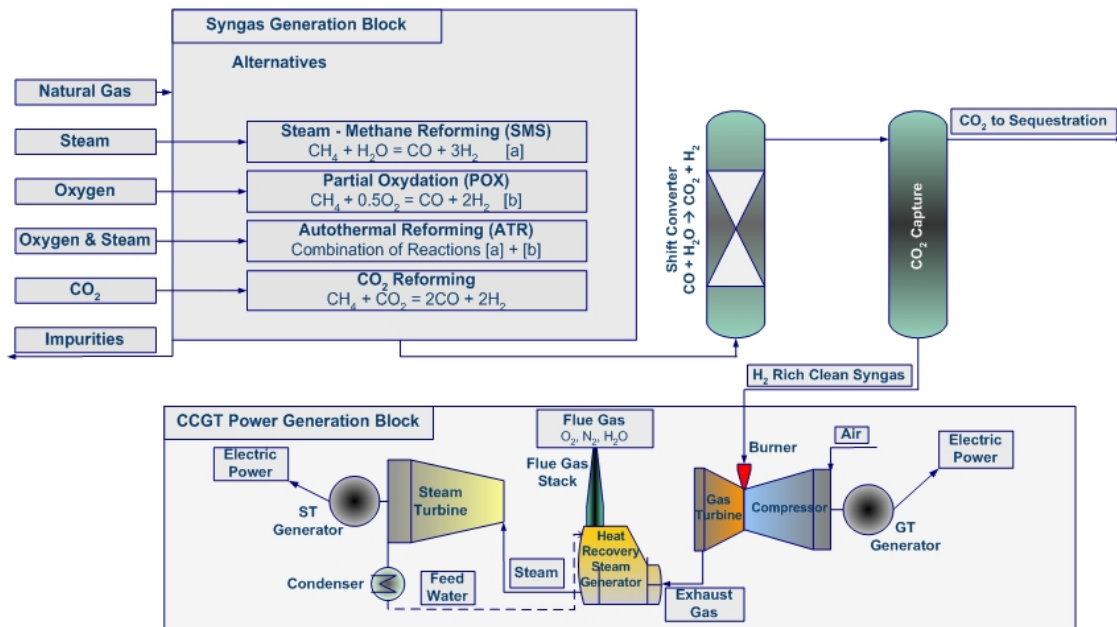 Syngas Generation Block
Alternatives
Natural Gas
Steam
Steam - Methane Reforming (SMS)
CH₄ + H₂O = CO + 3H₂ [a]
Oxygen
Partial Oxydation (POX)
CH₄ + 0.5O₂ = CO + 2H₂ [b]
Oxygen & Steam
Autothermal Reforming (ATR)
Combination of Reactions [a] + [b]
CO₂
CO₂ Reforming
CH₄ + CO₂ = 2CO + 2H₂
Impurities
Shift Converter
CO + H₂O → CO₂ + H₂
CO₂ Capture
CO₂ to Sequestration
H₂ Rich Clean Syngas
CCGT Power Generation Block
Electric
Power
ST
Generator
Steam
Turbine
Condenser
Feed
Water
Steam
Flue Gas
O₂, N₂, H₂O
Flue Gas
Stack
Heat
Recovery
Steam
Generator
Exhaust
Gas
Burner
Gas
Turbine
Compressor
Air
GT
Generator
Electric
Power